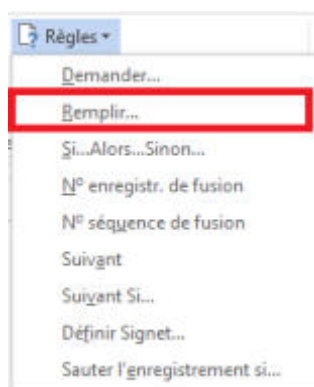 Règles
Demander...
Remplir...
Si...Alors...Sinon...
N° enregistr. de fusion
N° séquence de fusion
Suivant
Suivant Si...
Définir Signet...
Sauter l'enregistrement si...